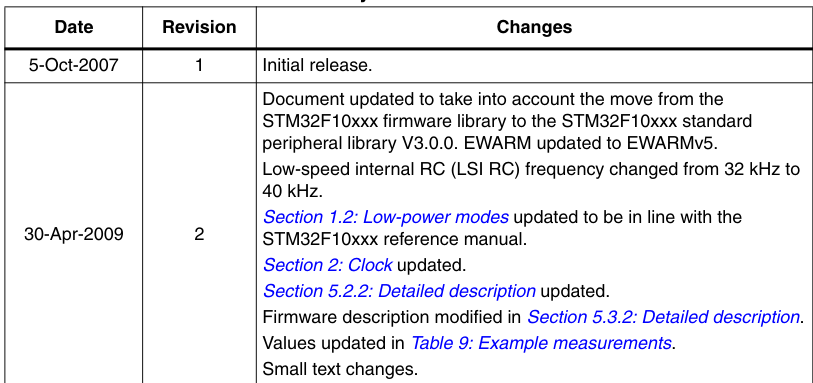 Date Revision Changes
5-Oct-2007 1 Initial release.
Document updated to take into account the move from the
STM32F10xxx firmware library to the STM32F10xxx standard
peripheral library V3.0.0. EWARM updated to EWARMv5.
Low-speed internal RC (LSI RC) frequency changed from 32 kHz to
40 kHz.
Section 1.2: Low-power modes updated to be in line with the
30-Apr-2009 2 STM32F10xxx reference manual.
Section 2: Clock updated.
Section 5.2.2: Detailed description updated.
Firmware description modified in Section 5.3.2: Detailed description.
Values updated in Table 9: Example measurements.
Small text changes.